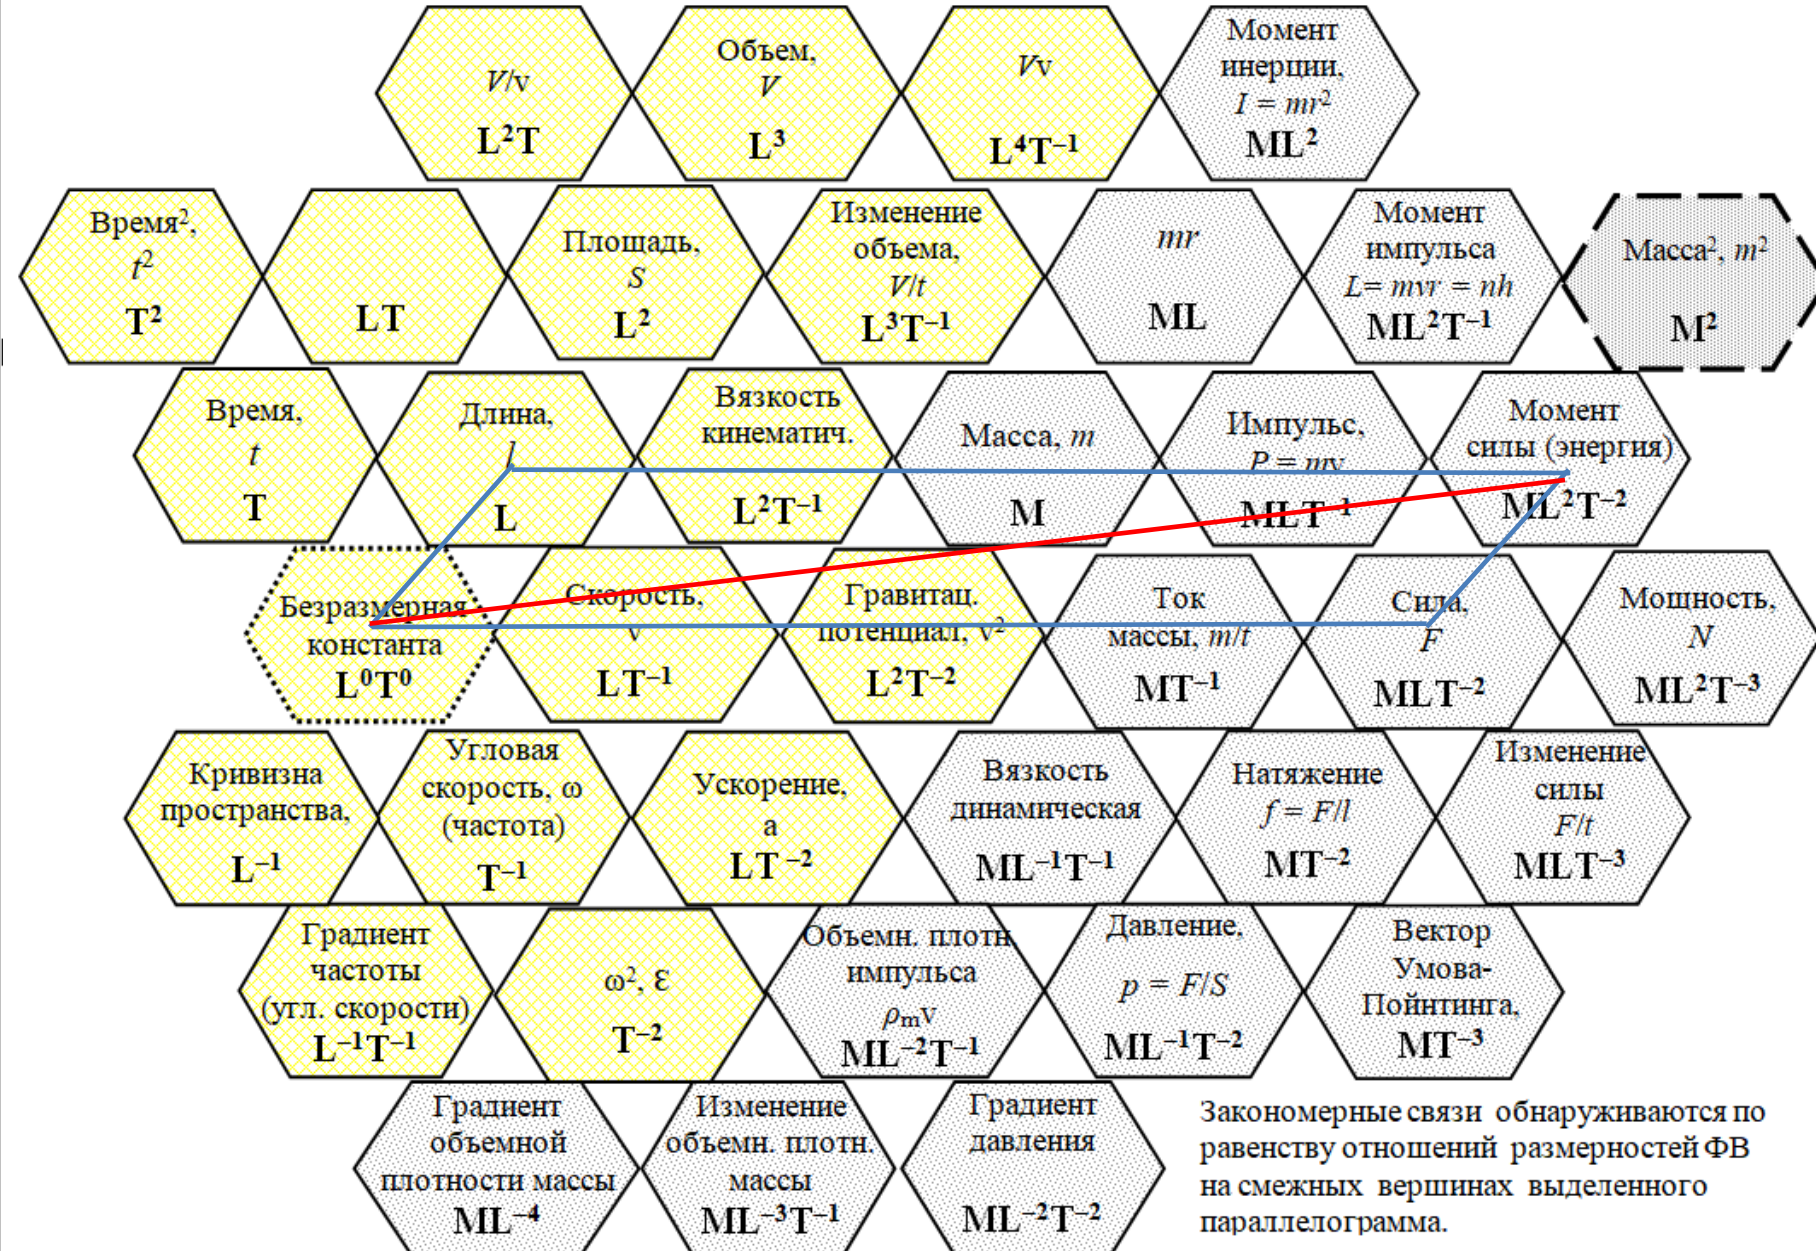 V/v
L²T
Объем,
V
L³
Vv
L⁴T⁻¹
Момент
инерции,
I = mr²
ML²
Время²,
t²
T²
LT
Площадь,
S
L²
Изменение
объема,
V/t
L³T⁻¹
mr
ML
Момент
импульса
L= mvr = nh
ML²T⁻¹
Масса², m²
M²
Время,
t
T
Длина,
l
L
Вязкость
кинематич.
L²T⁻¹
Масса, m
M
Импульс,
P = mv
MLT⁻¹
Момент
силы (энергия)
ML²T⁻²
Безразмерная
константа
L⁰T⁰
Скорость,
v
LT⁻¹
Гравитац.
потенциал, v²
L²T⁻²
Ток
массы, m/t
MT⁻¹
Сила,
F
MLT⁻²
Мощность,
N
ML²T⁻³
Кривизна
пространства,
L⁻¹
Угловая
скорость, ω
(частота)
T⁻¹
Ускорение,
a
LT⁻²
Вязкость
динамическая
ML⁻¹T⁻¹
Натяжение
f = F/l
MT⁻²
Изменение
силы
F/t
MLT⁻³
Градиент
частоты
(угл. скорости)
L⁻¹T⁻¹
ω², Ɛ
T⁻²
Объемн. плотн.
импульса
ρₘv
ML⁻²T⁻¹
Давление,
p = F/S
ML⁻¹T⁻²
Вектор
Умова-
Пойнтинга,
MT⁻³
Градиент
объемной
плотности массы
ML⁻⁴
Изменение
объемн. плотн.
массы
ML⁻³T⁻¹
Градиент
давления
ML⁻²T⁻²
Закономерные связи обнаруживаются по
равенству отношений размерностей ФВ
на смежных вершинах выделенного
параллелограмма.